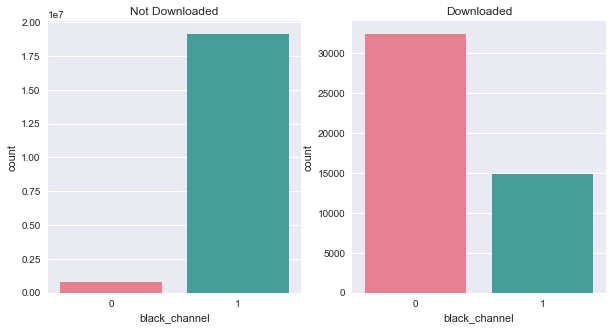 Not Downloaded
1e7
2.00
1.75
1.50
1.25
1.00
0.75
0.50
0.25
0.00
count
0 1
black_channel
Downloaded
30000
25000
20000
15000
10000
5000
0
count
0 1
black_channel